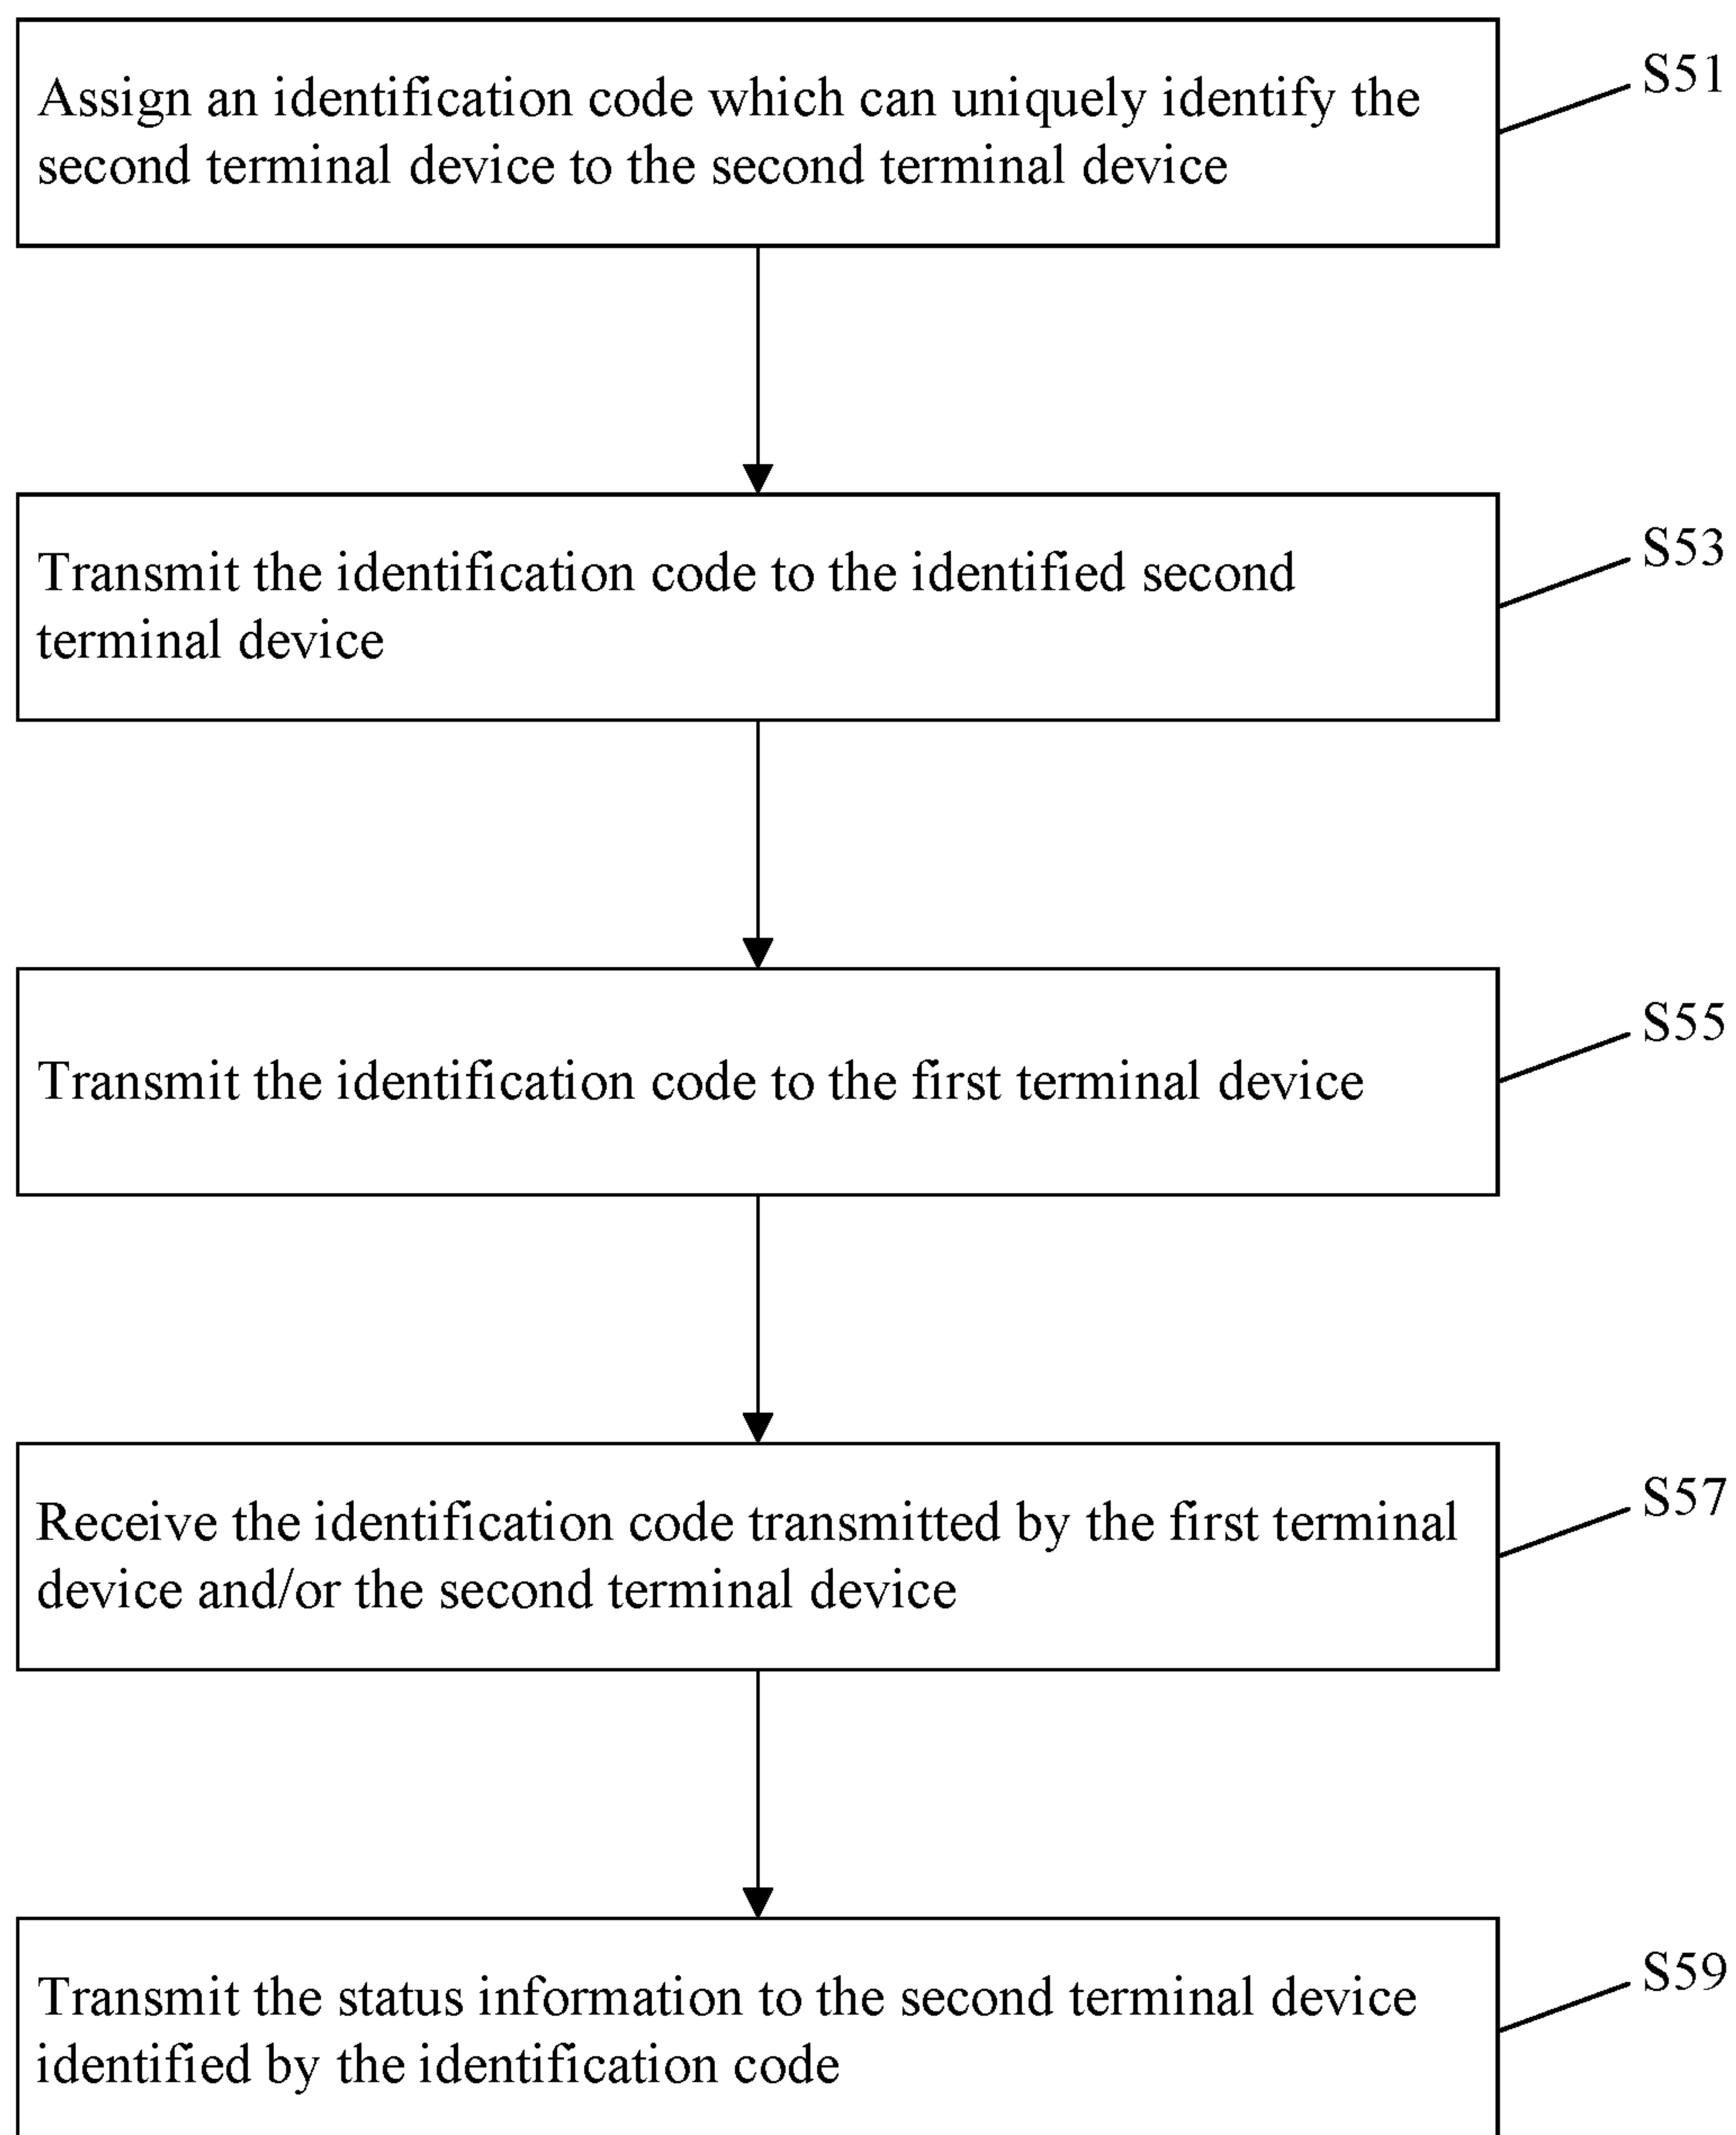 Assign an identification code which can uniquely identify the
second terminal device to the second terminal device
S51
Transmit the identification code to the identified second
terminal device
S53
Transmit the identification code to the first terminal device
S55
Receive the identification code transmitted by the first terminal
device and/or the second terminal device
S57
Transmit the status information to the second terminal device
identified by the identification code
S59